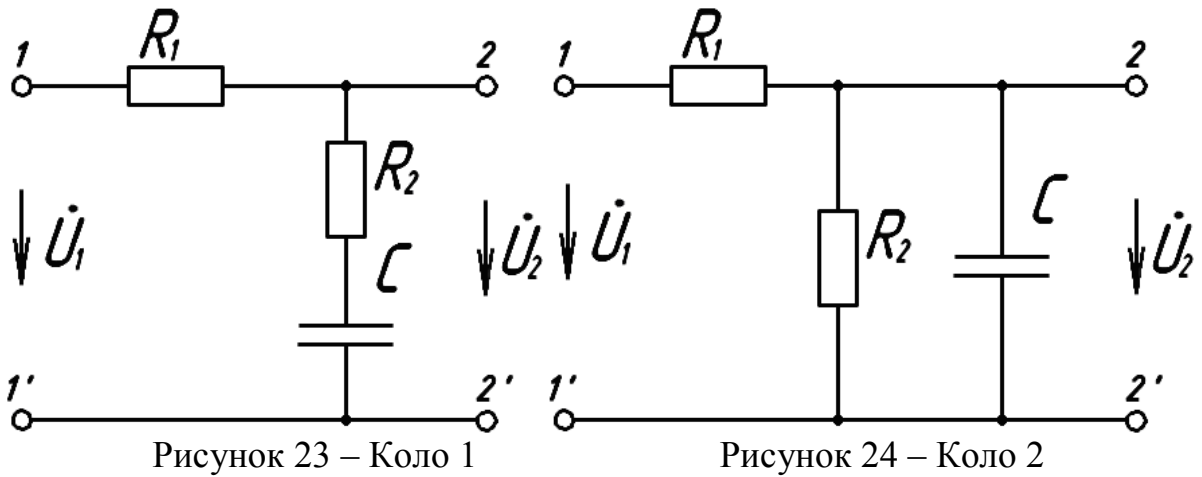 1 R₁ 2 1 R₁ 2
R₂ C
U̇₁ C U̇₂ U̇₁ R₂ U̇₂
1' 2' 1' 2'
Рисунок 23 – Коло 1 Рисунок 24 – Коло 2